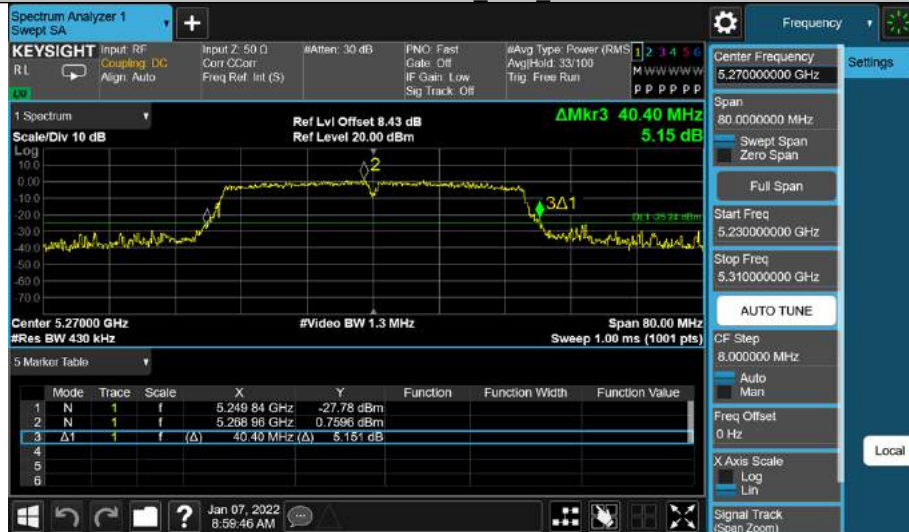 Spectrum Analyzer 1
Swept SA
+
Frequency
KEYSIGHT
RL
Input: RF
Coupling: DC
Align: Auto
Input Z: 50 Ω
Corr CCorr
Freq Ref: Int (S)
#Atten: 30 dB
PNO: Fast
Gate: Off
IF Gain: Low
Sig Track: Off
#Avg Type: Power (RMS
Avg|Hold: 33/100
Trig: Free Run
1 2 3 4 5 6
M W W W W W
P P P P P P
1 Spectrum
Scale/Div 10 dB
Ref Lvl Offset 8.43 dB
Ref Level 20.00 dBm
ΔMkr3 40.40 MHz
5.15 dB
Log
10.0
0.00
-10.0
-20.0
-30.0
-40.0
-50.0
-60.0
-70.0
2
3Δ1
DL1 -25.24 dBm
Center 5.27000 GHz
#Res BW 430 kHz
#Video BW 1.3 MHz
Span 80.00 MHz
Sweep 1.00 ms (1001 pts)
5 Marker Table
Mode Trace Scale X Y Function Function Width Function Value
1 N 1 f 5.249 84 GHz -27.78 dBm
2 N 1 f 5.268 96 GHz 0.7596 dBm
3 Δ1 1 f (Δ) 40.40 MHz (Δ) 5.151 dB
4
5
6
?
Jan 07, 2022
8:59:46 AM
Center Frequency
5.270000000 GHz
Span
80.0000000 MHz
Swept Span
Zero Span
Full Span
Start Freq
5.230000000 GHz
Stop Freq
5.310000000 GHz
AUTO TUNE
CF Step
8.000000 MHz
Auto
Man
Freq Offset
0 Hz
X Axis Scale
Log
Lin
Signal Track
(Span Zoom)
Settings
Local